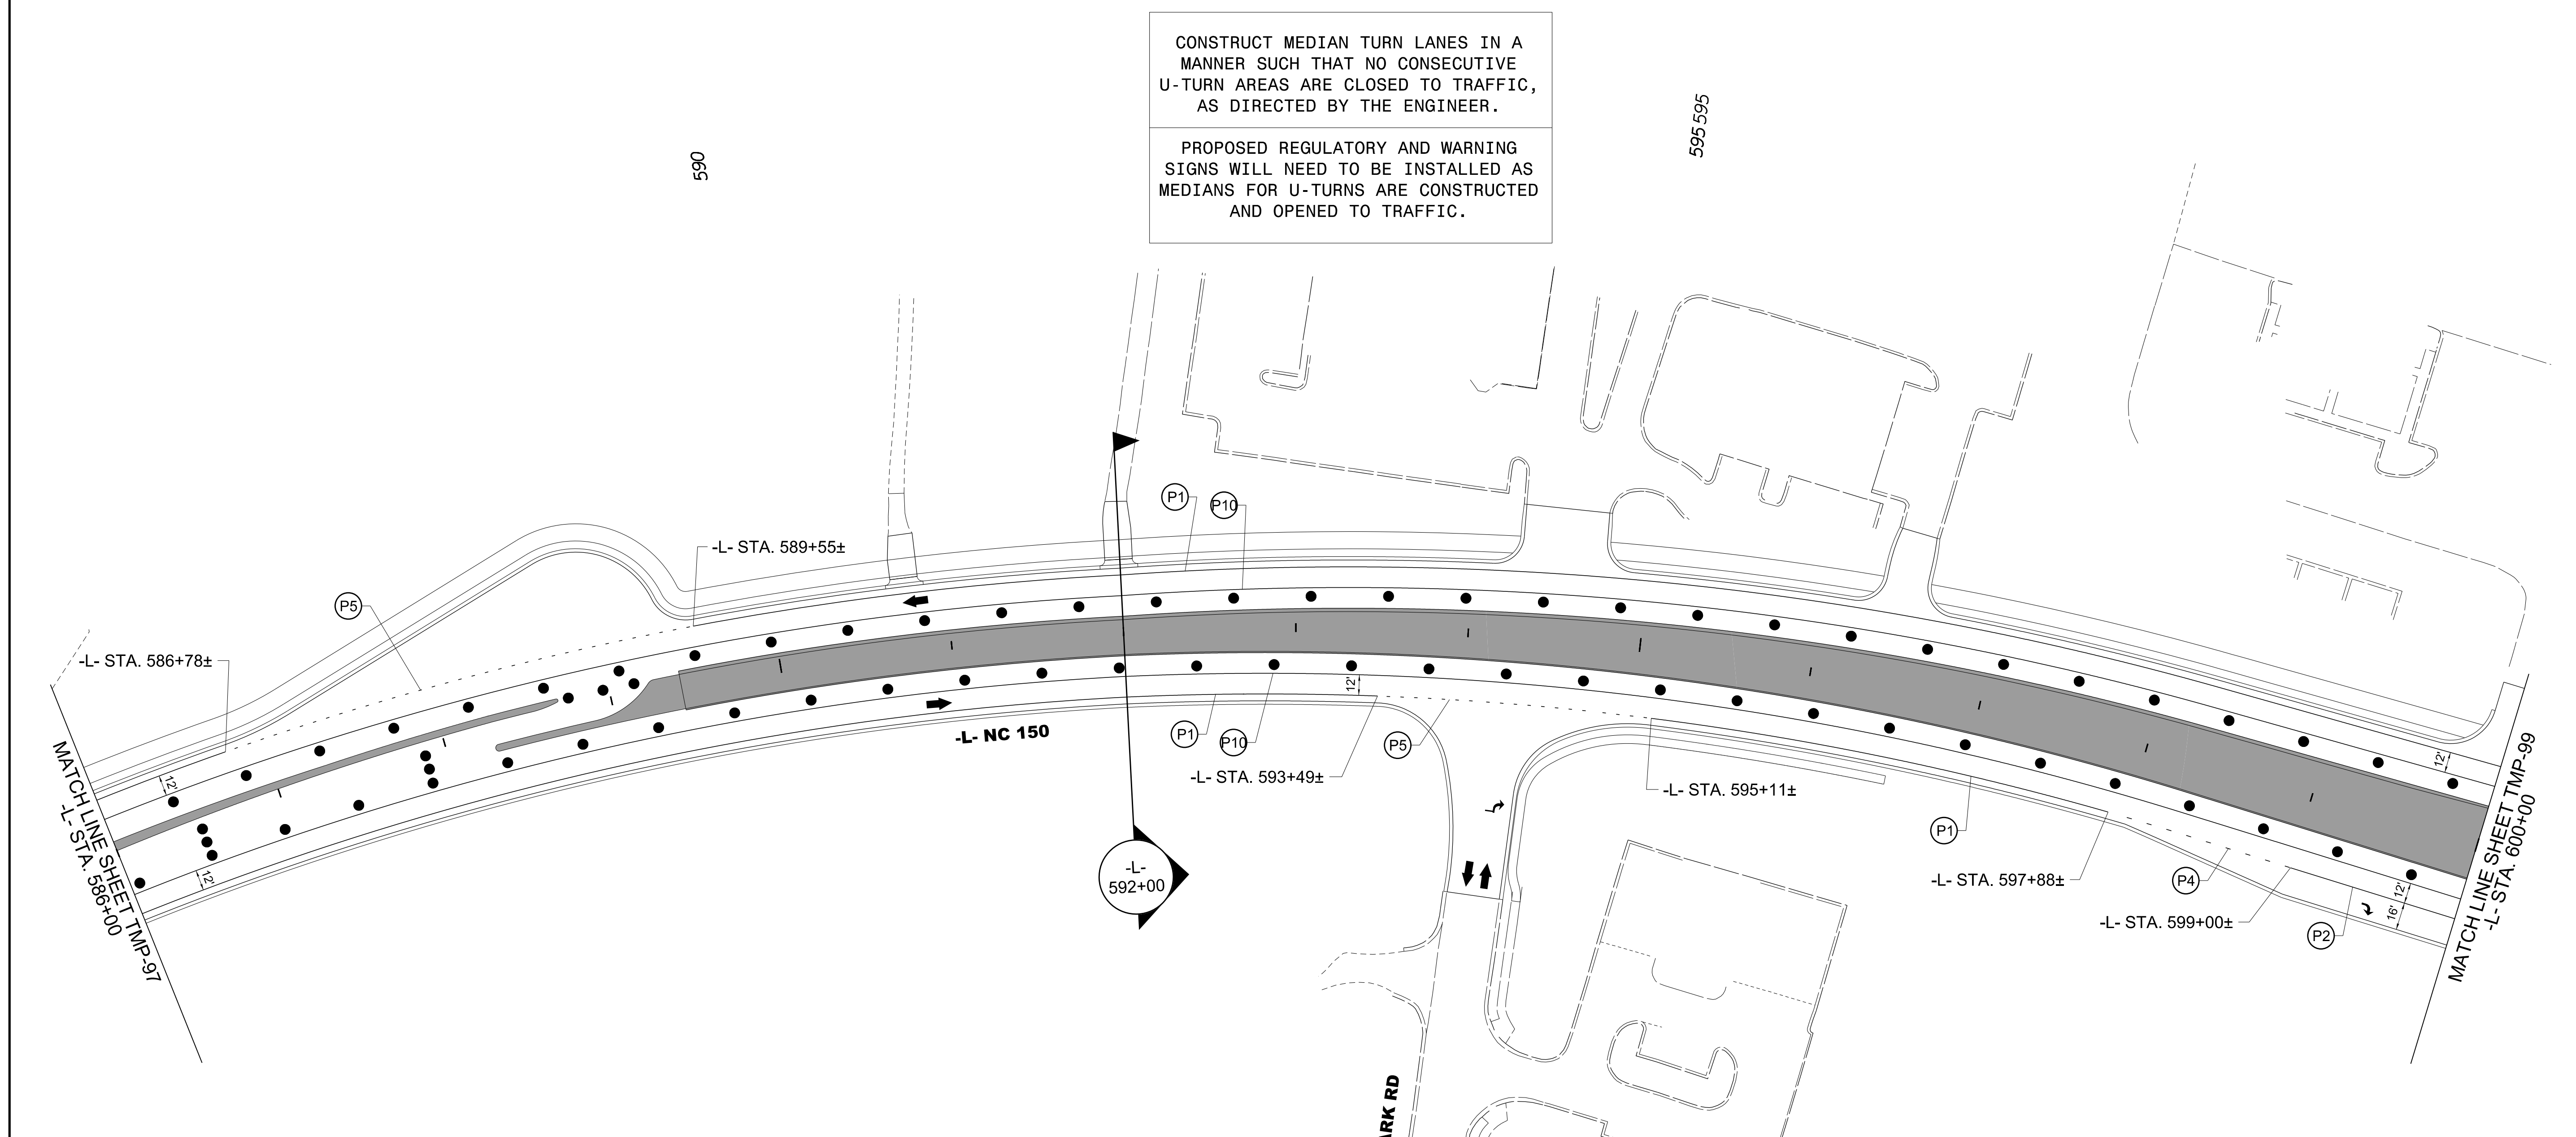 CONSTRUCT MEDIAN TURN LANES IN A
MANNER SUCH THAT NO CONSECUTIVE
U-TURN AREAS ARE CLOSED TO TRAFFIC,
AS DIRECTED BY THE ENGINEER.
PROPOSED REGULATORY AND WARNING
SIGNS WILL NEED TO BE INSTALLED AS
MEDIANS FOR U-TURNS ARE CONSTRUCTED
AND OPENED TO TRAFFIC.
590
595 595
P1
P10
-L- STA. 589+55±
P5
-L- STA. 586+78±
12'
12'
MATCH LINE SHEET TMP-97
-L- STA. 586+00
-L- NC 150
12'
P1
P10
P5
-L- STA. 593+49±
-L- STA. 595+11±
-L-
592+00
P1
-L- STA. 597+88±
P4
-L- STA. 599+00±
P2
12'
12'
16'
MATCH LINE SHEET TMP-99
-L- STA. 600+00
ARK RD